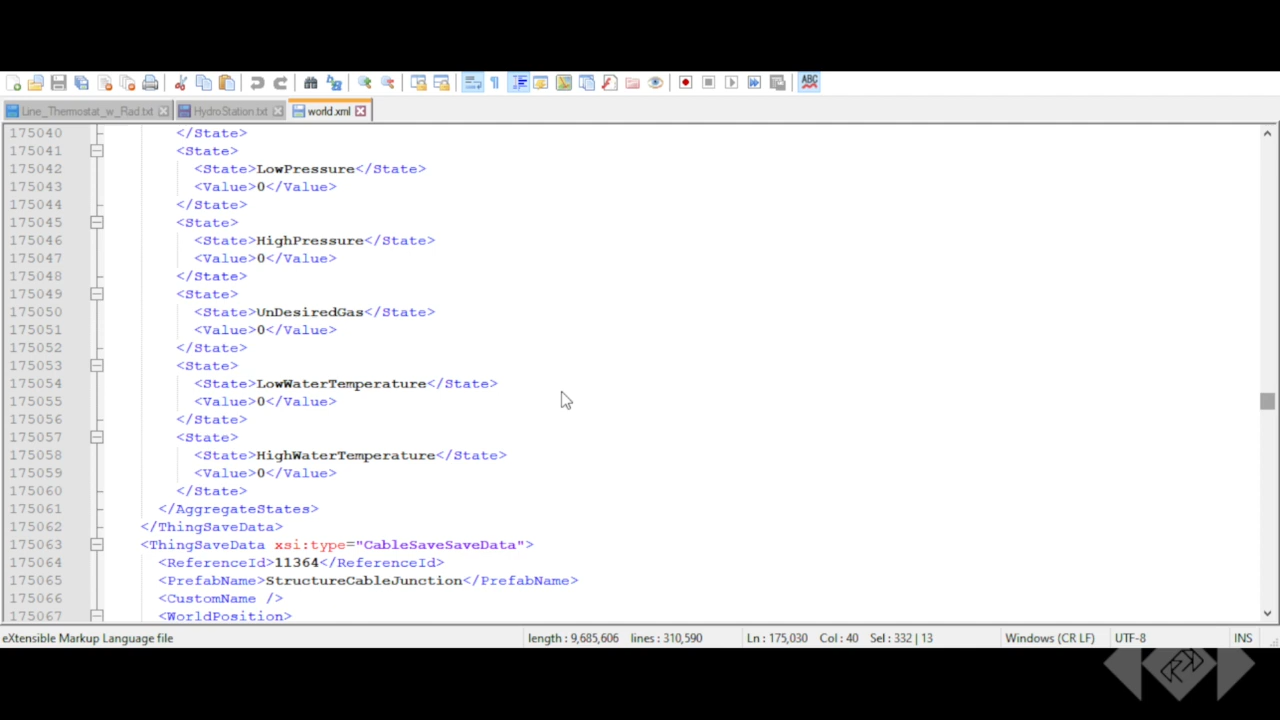 ABC
Line_Thermostat_w_Rad.txt HydroStation.txt world.xml
175040 </State>
175041 <State>
175042 <State>LowPressure</State>
175043 <Value>0</Value>
175044 </State>
175045 <State>
175046 <State>HighPressure</State>
175047 <Value>0</Value>
175048 </State>
175049 <State>
175050 <State>UnDesiredGas</State>
175051 <Value>0</Value>
175052 </State>
175053 <State>
175054 <State>LowWaterTemperature</State>
175055 <Value>0</Value>
175056 </State>
175057 <State>
175058 <State>HighWaterTemperature</State>
175059 <Value>0</Value>
175060 </State>
175061 </AggregateStates>
175062 </ThingSaveData>
175063 <ThingSaveData xsi:type="CableSaveSaveData">
175064 <ReferenceId>11364</ReferenceId>
175065 <PrefabName>StructureCableJunction</PrefabName>
175066 <CustomName />
175067 <WorldPosition>
eXtensible Markup Language file length : 9,685,606 lines : 310,590 Ln : 175,030 Col : 40 Sel : 332 | 13 Windows (CR LF) UTF-8 INS